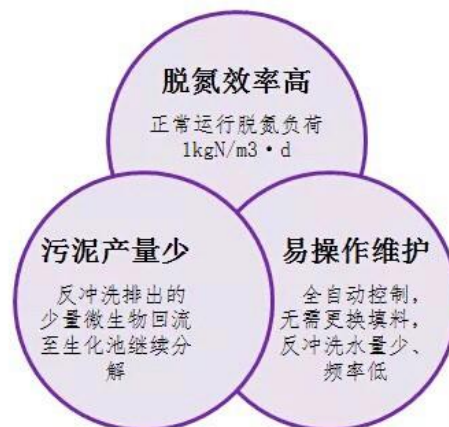 脱氮效率高
正常运行脱氮负荷
1kgN/m3·d
污泥产量少
反冲洗排出的
少量微生物回流
至生化池继续分
解
易操作维护
全自动控制，
无需更换填料，
反冲洗水量少、
频率低